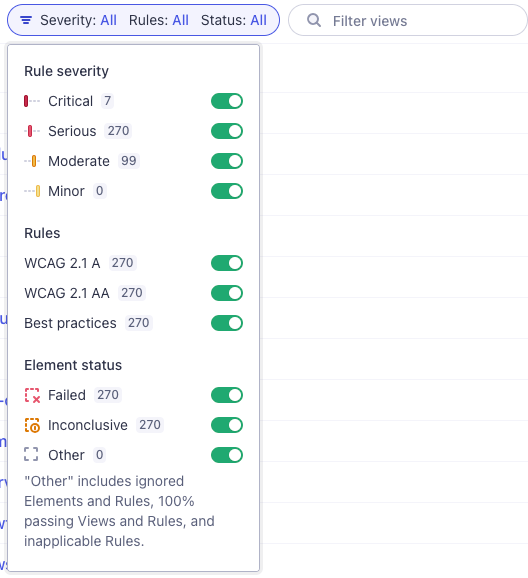 Severity: All Rules: All Status: All
Filter views
Rule severity
Critical 7
Serious 270
Moderate 99
Minor 0
Rules
WCAG 2.1 A 270
WCAG 2.1 AA 270
Best practices 270
Element status
Failed 270
Inconclusive 270
Other 0
"Other" includes ignored
Elements and Rules, 100%
passing Views and Rules, and
inapplicable Rules.